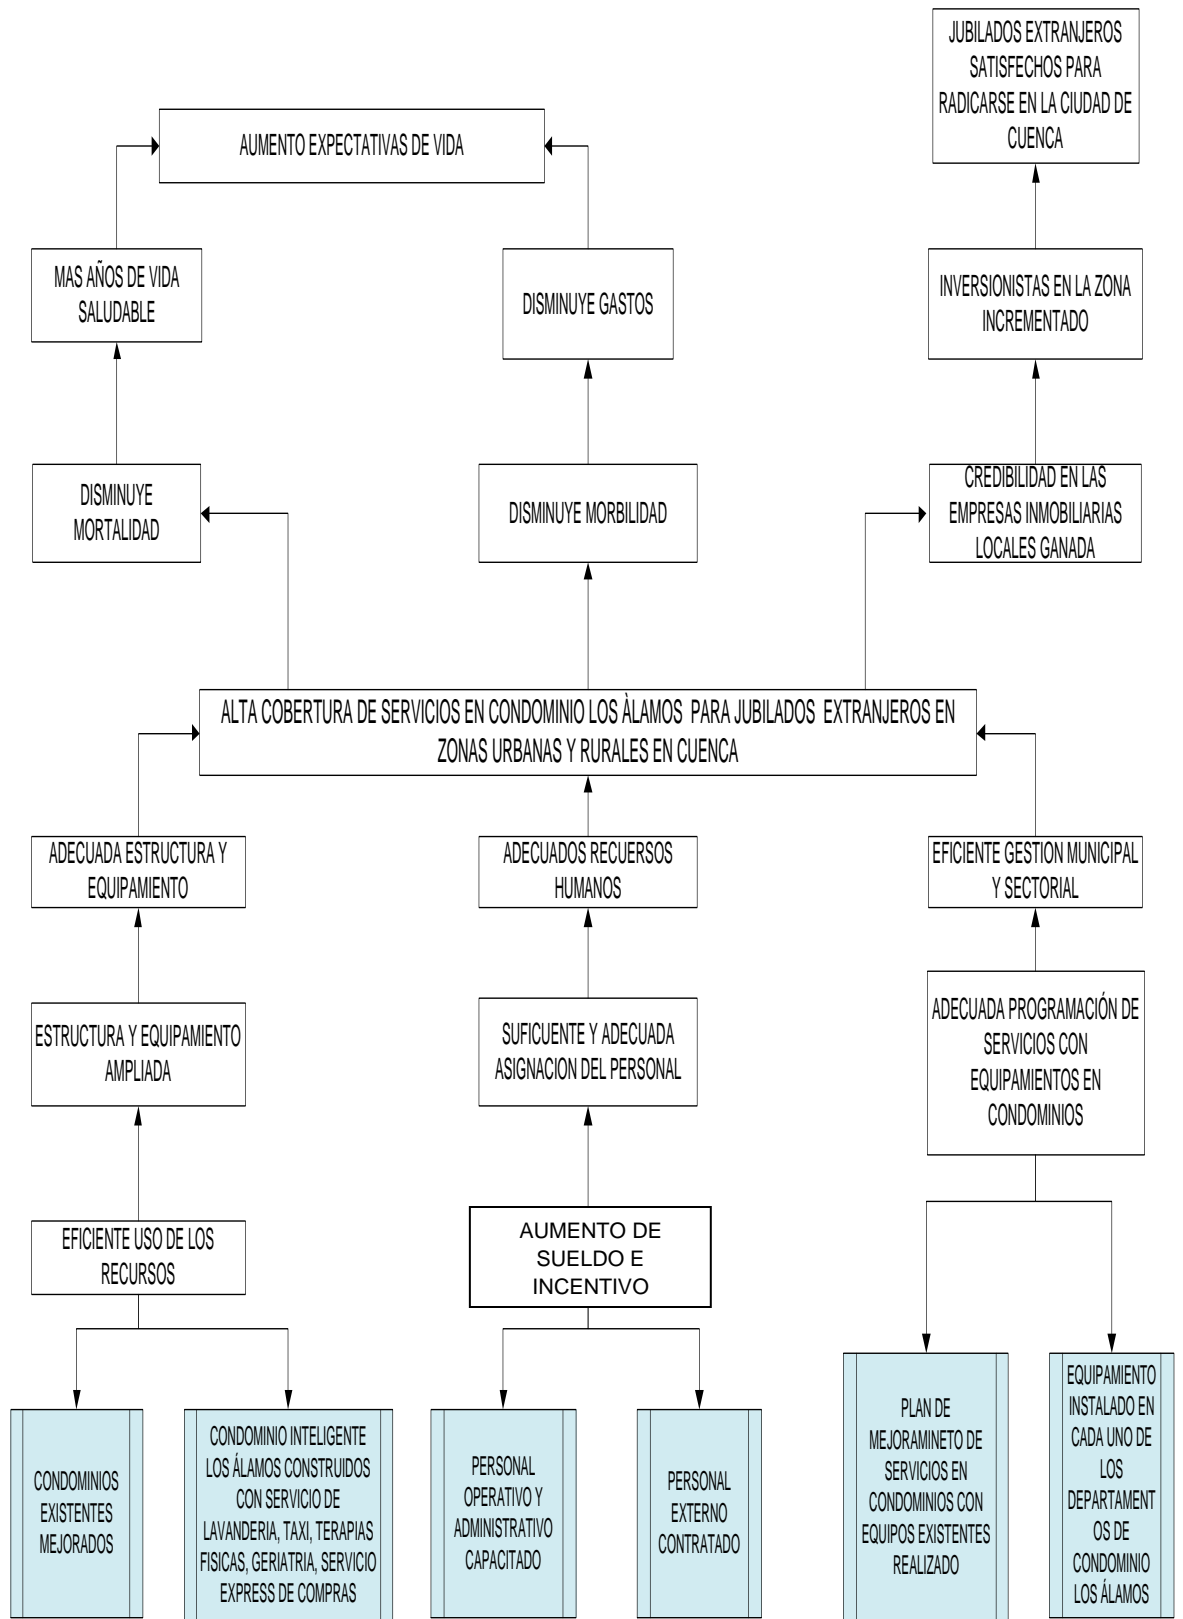 JUBILADOS EXTRANJEROS
SATISFECHOS PARA
RADICARSE EN LA CIUDAD DE
CUENCA
AUMENTO EXPECTATIVAS DE VIDA
MAS AÑOS DE VIDA
SALUDABLE
DISMINUYE GASTOS
INVERSIONISTAS EN LA ZONA
INCREMENTADO
DISMINUYE
MORTALIDAD
DISMINUYE MORBILIDAD
CREDIBILIDAD EN LAS
EMPRESAS INMOBILIARIAS
LOCALES GANADA
ALTA COBERTURA DE SERVICIOS EN CONDOMINIO LOS ÀLAMOS PARA JUBILADOS EXTRANJEROS EN
ZONAS URBANAS Y RURALES EN CUENCA
ADECUADA ESTRUCTURA Y
EQUIPAMIENTO
ADECUADOS RECUERSOS
HUMANOS
EFICIENTE GESTION MUNICIPAL
Y SECTORIAL
ESTRUCTURA Y EQUIPAMIENTO
AMPLIADA
SUFICUENTE Y ADECUADA
ASIGNACION DEL PERSONAL
ADECUADA PROGRAMACIÓN DE
SERVICIOS CON
EQUIPAMIENTOS EN
CONDOMINIOS
EFICIENTE USO DE LOS
RECURSOS
AUMENTO DE
SUELDO E
INCENTIVO
CONDOMINIOS
EXISTENTES
MEJORADOS
CONDOMINIO INTELIGENTE
LOS ÁLAMOS CONSTRUIDOS
CON SERVICIO DE
LAVANDERIA, TAXI, TERAPIAS
FISICAS, GERIATRIA, SERVICIO
EXPRESS DE COMPRAS
PERSONAL
OPERATIVO Y
ADMINISTRATIVO
CAPACITADO
PERSONAL
EXTERNO
CONTRATADO
PLAN DE
MEJORAMINETO DE
SERVICIOS EN
CONDOMINIOS CON
EQUIPOS EXISTENTES
REALIZADO
EQUIPAMIENTO
INSTALADO EN
CADA UNO DE
LOS
DEPARTAMENT
OS DE
CONDOMINIO
LOS ÁLAMOS